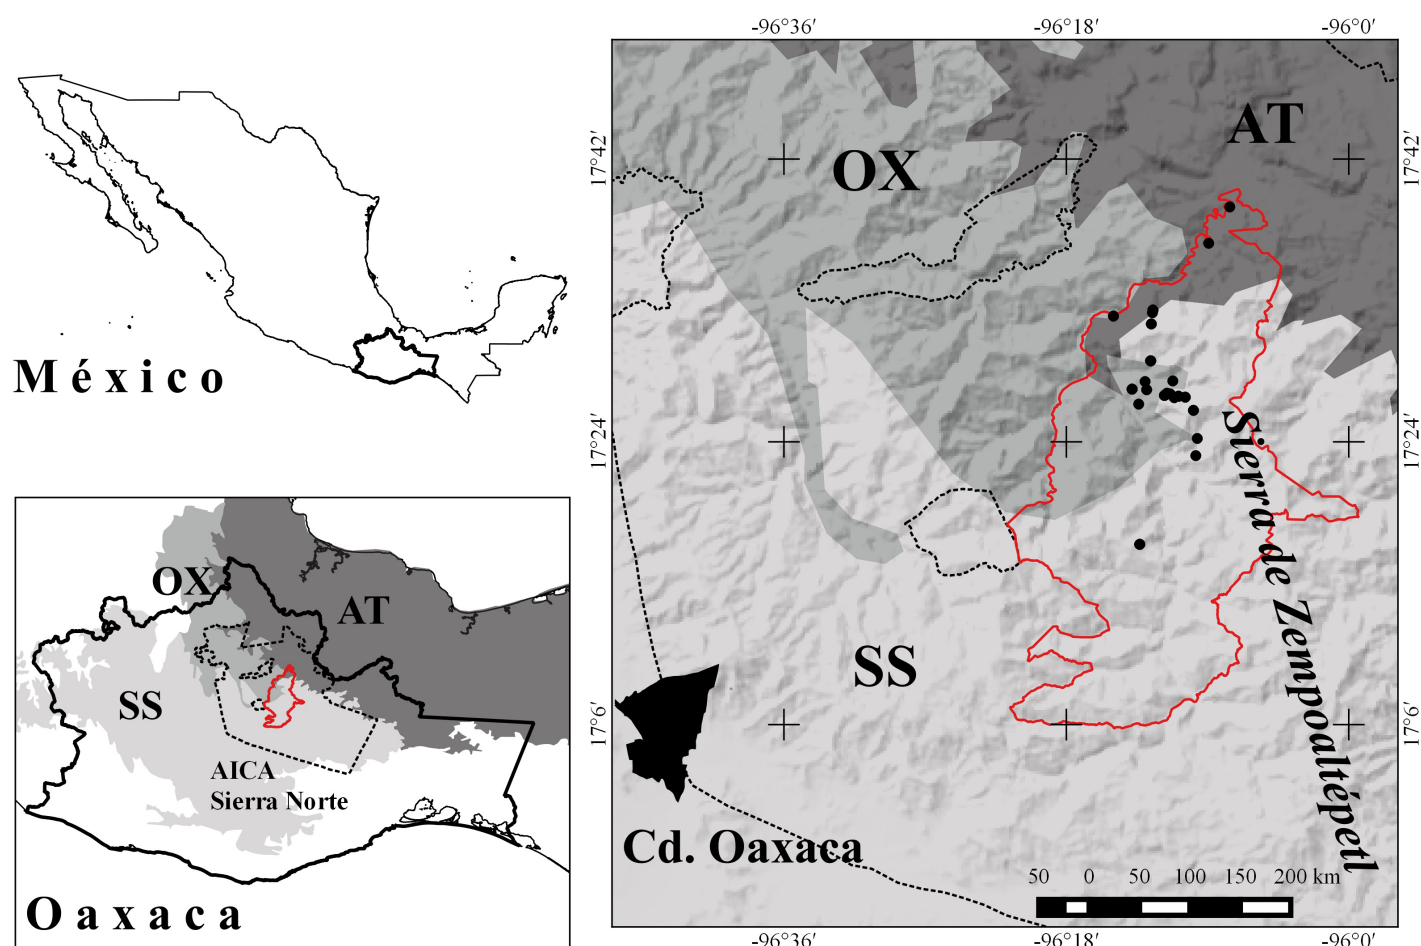 M é x i c o
OX
AT
SS
AICA
Sierra Norte
O a x a c a
-96°36′
-96°18′
-96°0′
17°42′
17°42′
17°24′
17°24′
17°6′
17°6′
OX
AT
SS
Sierra de Zempoaltépetl
Cd. Oaxaca
50 0 50 100 150 200 km
-96°36′
-96°18′
-96°0′